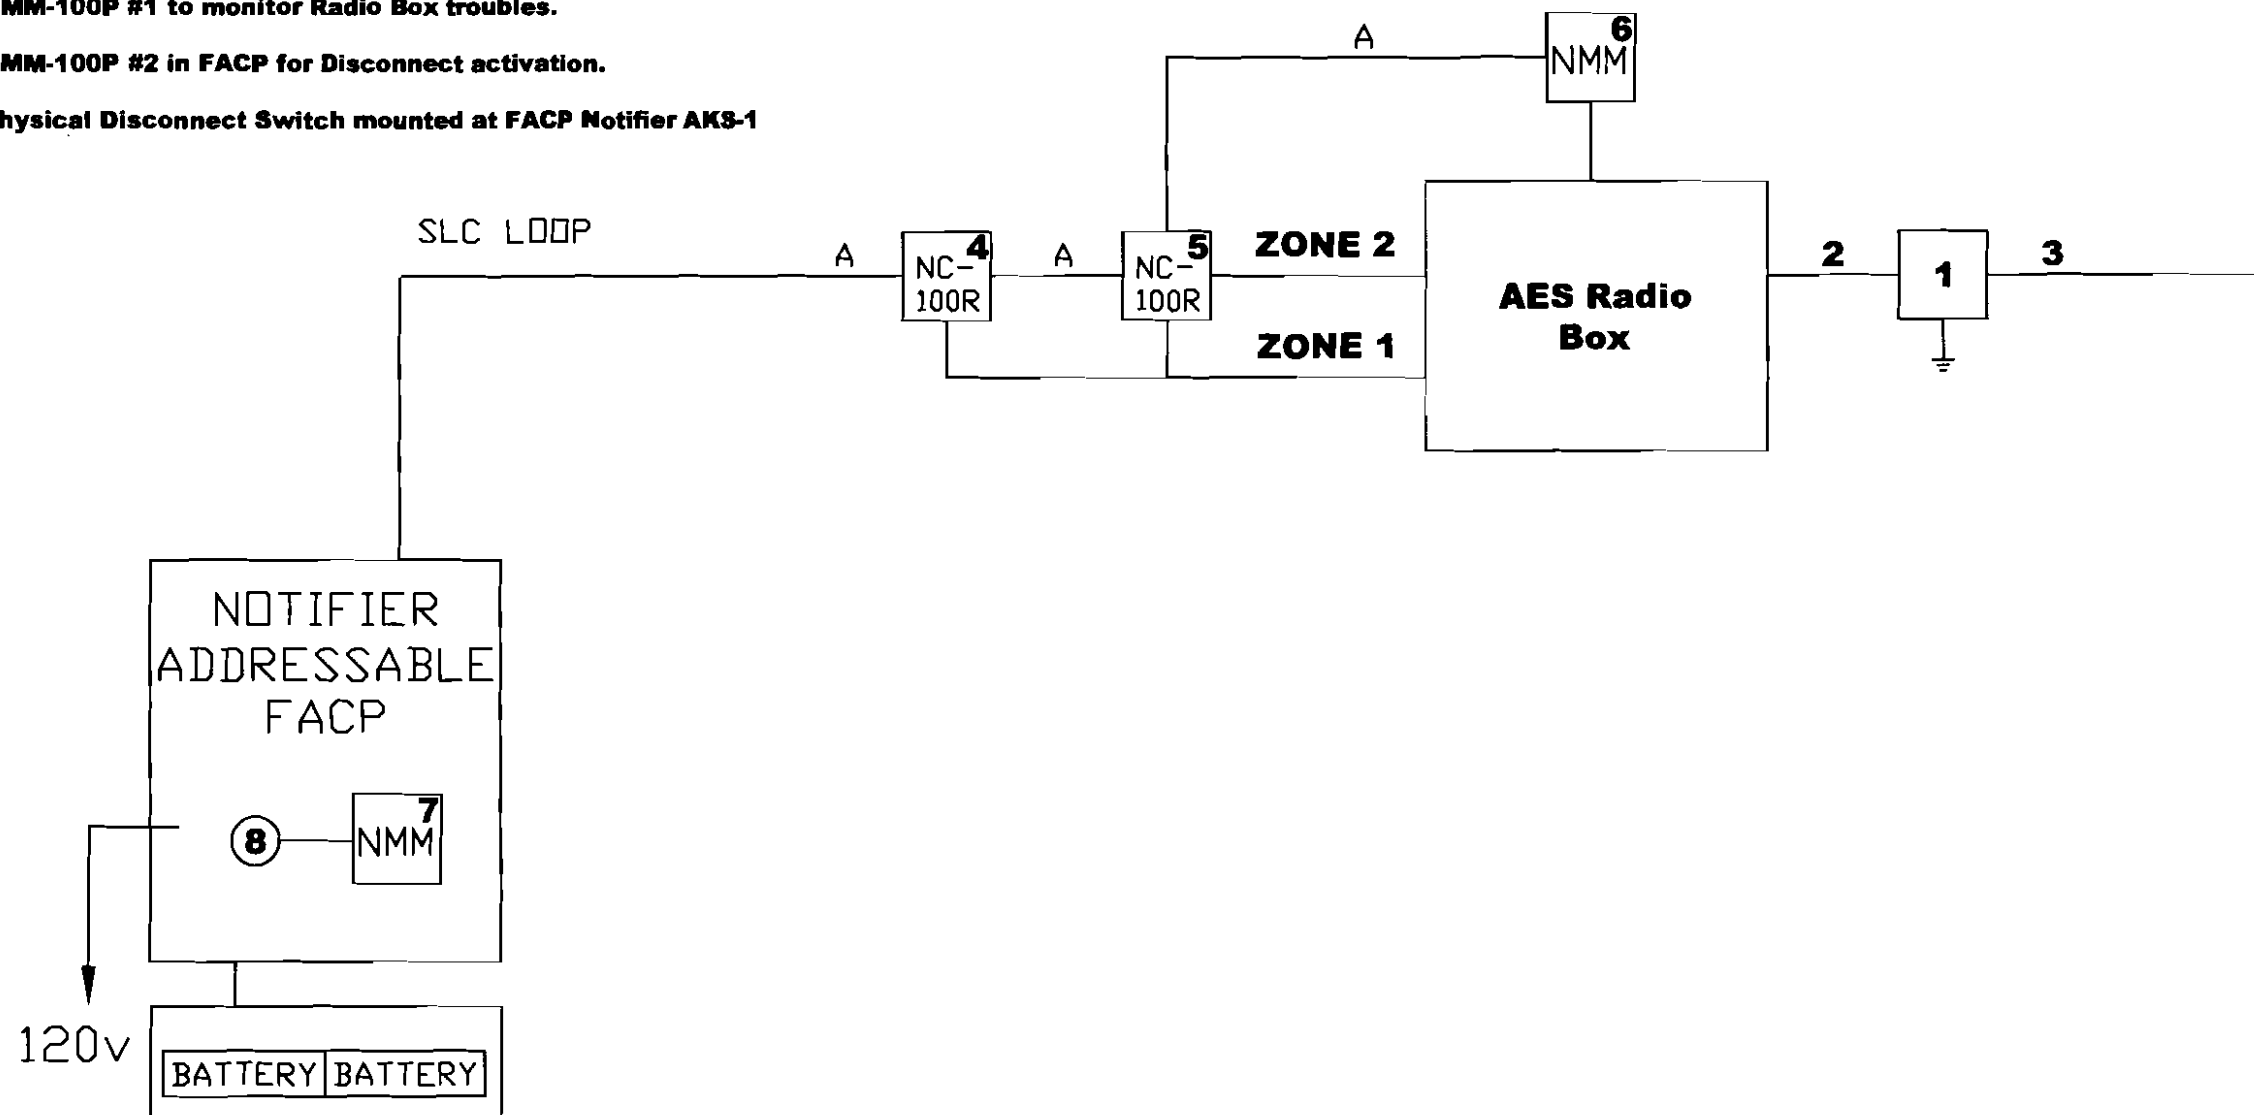 MM-100P #1 to monitor Radio Box troubles.
MM-100P #2 in FACP for Disconnect activation.
hysical Disconnect Switch mounted at FACP Notifier AKS-1
A
6
NMM
SLC LOOP
A
4
NC-
100R
A
5
NC-
100R
ZONE 2
ZONE 1
AES Radio
Box
2
1
3
NOTIFIER
ADDRESSABLE
FACP
8
7
NMM
120v
BATTERY
BATTERY